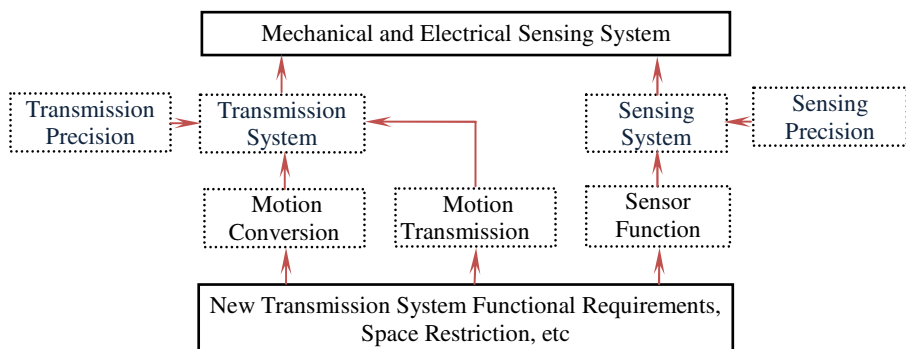 Mechanical and Electrical Sensing System
Transmission
Precision
Transmission
System
Sensing
System
Sensing
Precision
Motion
Conversion
Motion
Transmission
Sensor
Function
New Transmission System Functional Requirements,
Space Restriction, etc